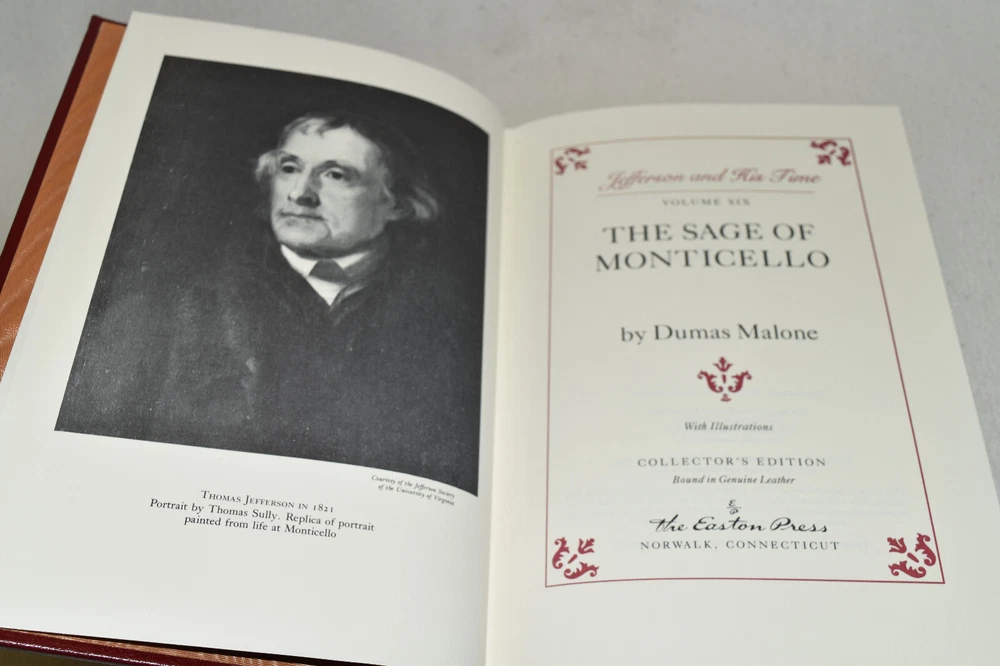 Courtesy of the Jefferson Society
of the University of Virginia
THOMAS JEFFERSON IN 1821
Portrait by Thomas Sully. Replica of portrait
painted from life at Monticello
Jefferson and His Time
VOLUME SIX
THE SAGE OF
MONTICELLO
by Dumas Malone
With Illustrations
COLLECTOR'S EDITION
Bound in Genuine Leather
the Easton Press
NORWALK, CONNECTICUT